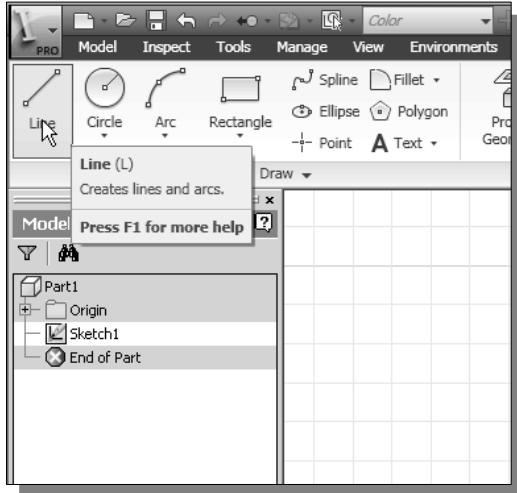 Color
PRO Model Inspect Tools Manage View Environments
Line Circle Arc Rectangle
Spline Fillet
Ellipse Polygon
Point A Text
Line (L)
Creates lines and arcs.
Press F1 for more help
Draw
Model
Part1
Origin
Sketch1
End of Part